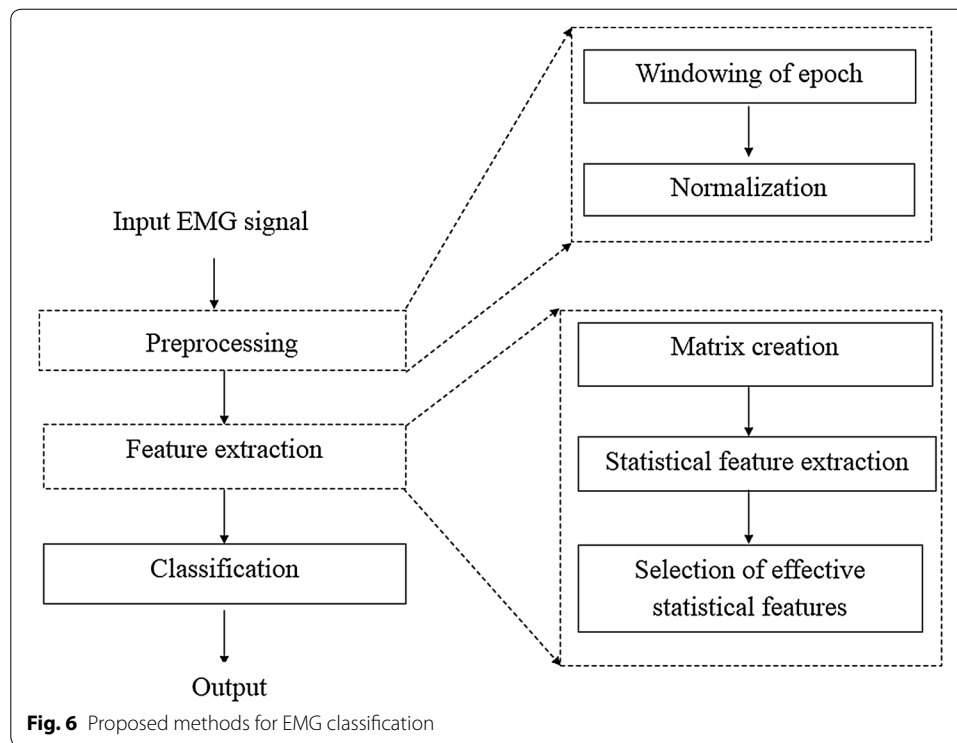 Input EMG signal
Preprocessing
Feature extraction
Classification
Output
Windowing of epoch
Normalization
Matrix creation
Statistical feature extraction
Selection of effective
statistical features
Fig. 6 Proposed methods for EMG classification